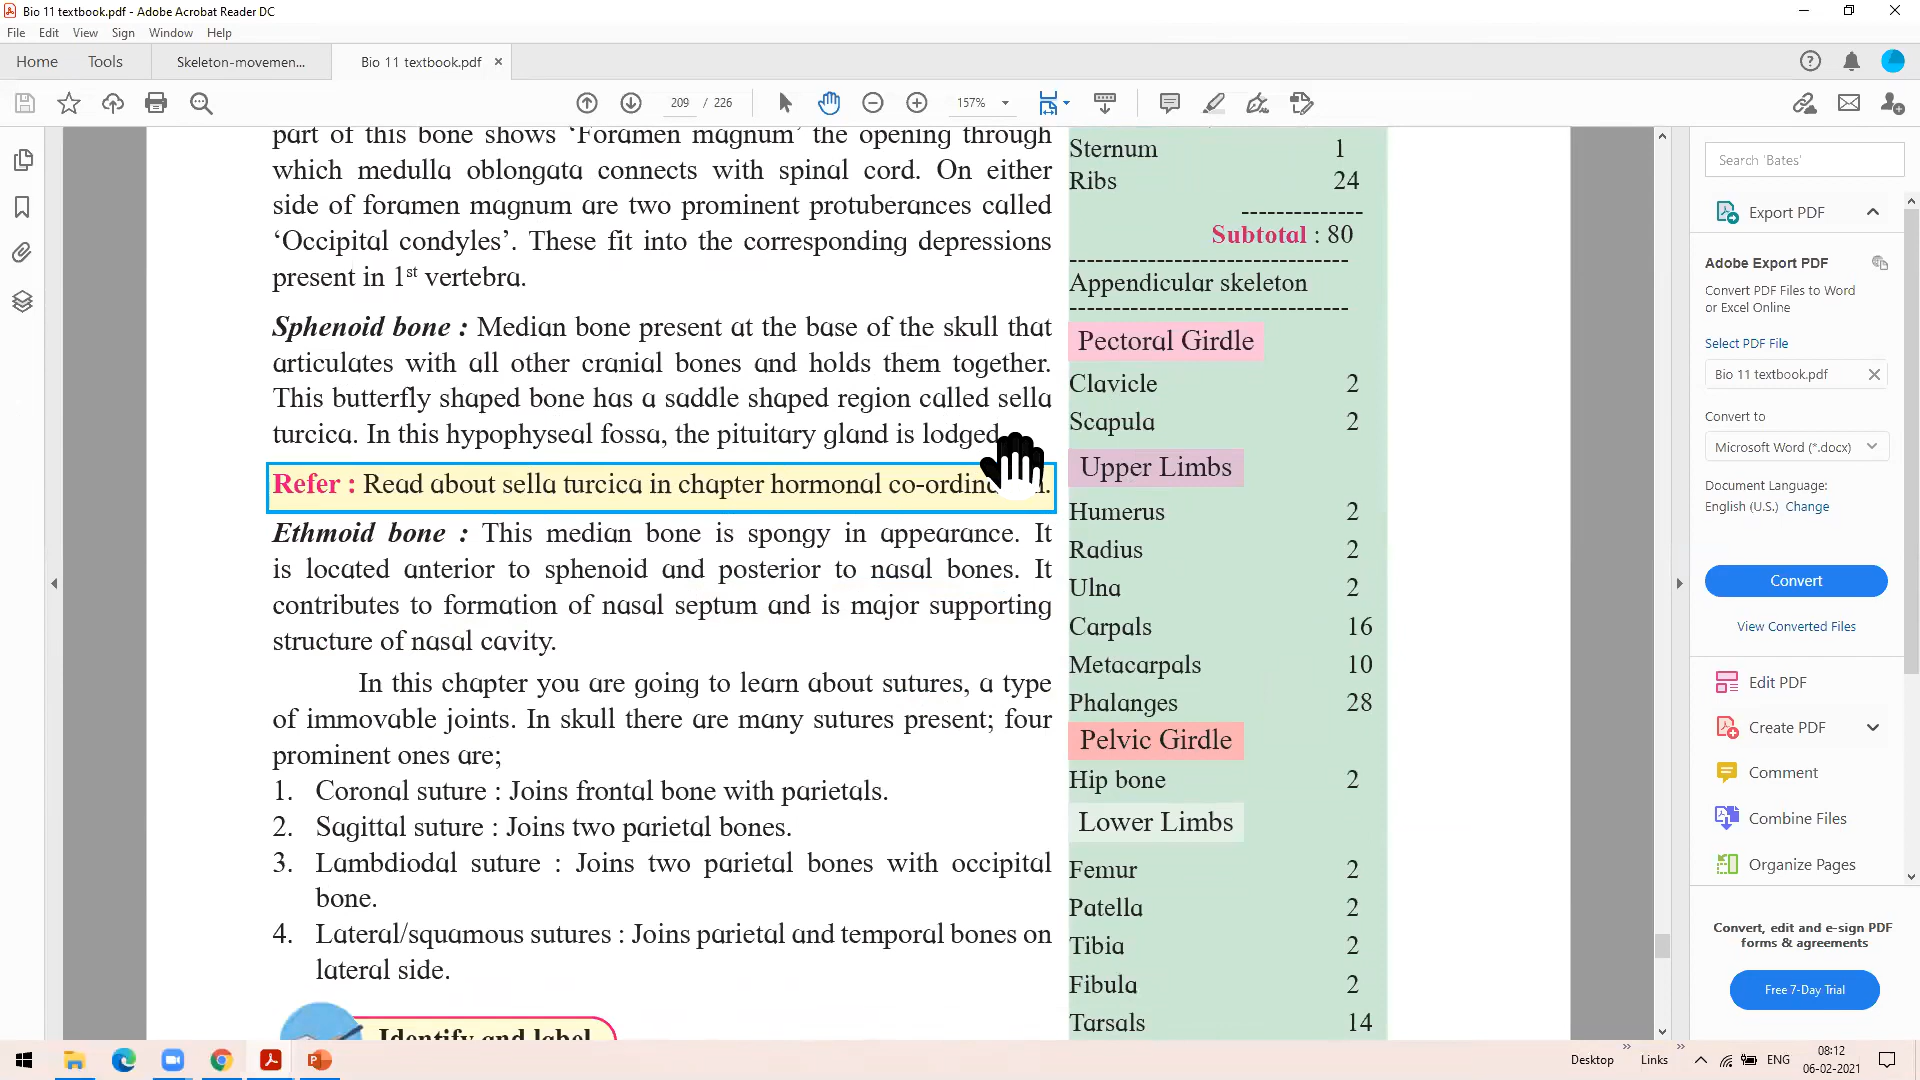 Bio 11 textbook.pdf - Adobe Acrobat Reader DC
File Edit View Sign Window Help
Home Tools Skeleton-movemen... Bio 11 textbook.pdf ×
209 / 226 157%
part of this bone shows ‘Foramen magnum’ the opening through
which medulla oblongata connects with spinal cord. On either
side of foramen magnum are two prominent protuberances called
‘Occipital condyles’. These fit into the corresponding depressions
present in 1st vertebra.
Sphenoid bone : Median bone present at the base of the skull that
articulates with all other cranial bones and holds them together.
This butterfly shaped bone has a saddle shaped region called sella
turcica. In this hypophyseal fossa, the pituitary gland is lodged
Refer : Read about sella turcica in chapter hormonal
Ethmoid bone : This median bone is spongy in appearance. It
is located anterior to sphenoid and posterior to nasal bones. It
contributes to formation of nasal septum and is major supporting
structure of nasal cavity.
In this chapter you are going to learn about sutures, a type
of immovable joints. In skull there are many sutures present; four
prominent ones are;
1. Coronal suture : Joins frontal bone with parietals.
2. Sagittal suture : Joins two parietal bones.
3. Lambdiodal suture : Joins two parietal bones with occipital
bone.
4. Lateral/squamous sutures : Joins parietal and temporal bones on
lateral side.
Identify and label
Sternum 1
Ribs 24
--------------
Subtotal : 80
--------------------------------
Appendicular skeleton
--------------------------------
Pectoral Girdle
Clavicle 2
Scapula 2
Upper Limbs
Humerus 2
Radius 2
Ulna 2
Carpals 16
Metacarpals 10
Phalanges 28
Pelvic Girdle
Hip bone 2
Lower Limbs
Femur 2
Patella 2
Tibia 2
Fibula 2
Tarsals 14
Search 'Bates'
Export PDF
Adobe Export PDF
Convert PDF Files to Word
or Excel Online
Select PDF File
Bio 11 textbook.pdf
Convert to
Microsoft Word (*.docx)
Document Language:
English (U.S.) Change
Convert
View Converted Files
Edit PDF
Create PDF
Comment
Combine Files
Organize Pages
Convert, edit and e-sign PDF
forms & agreements
Free 7-Day Trial
Desktop » Links » ENG
08:12
06-02-2021